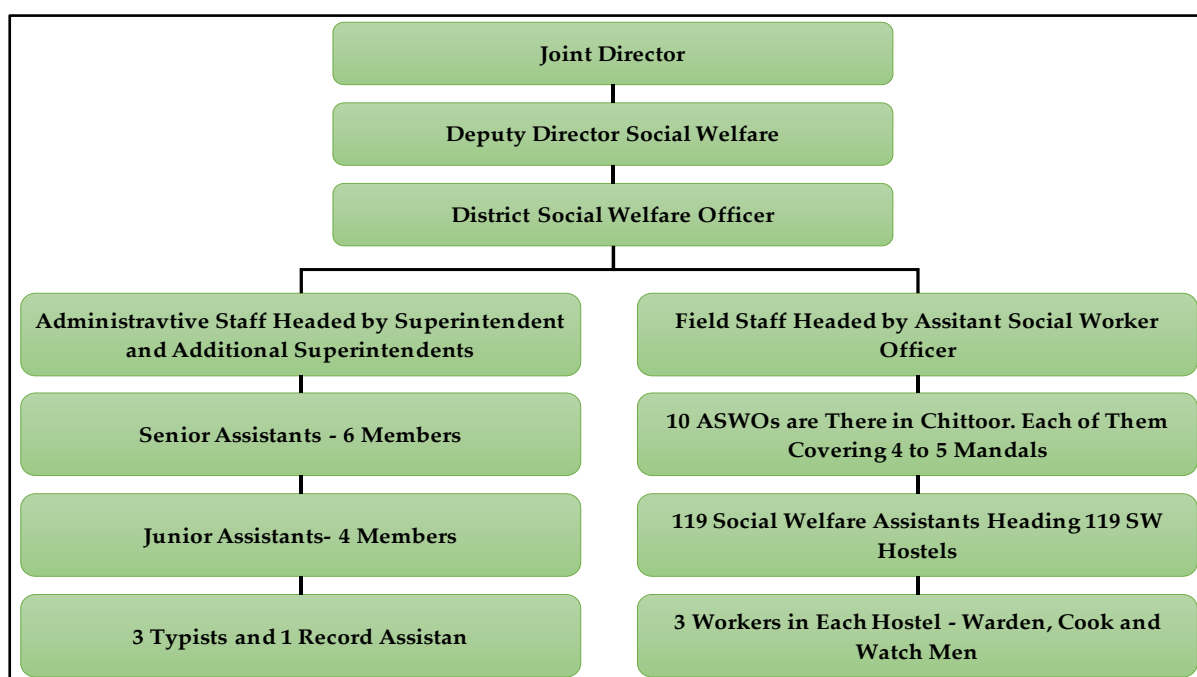 Joint Director
Deputy Director Social Welfare
District Social Welfare Officer
Administravtive Staff Headed by Superintendent
and Additional Superintendents
Senior Assistants - 6 Members
Junior Assistants- 4 Members
3 Typists and 1 Record Assistan
Field Staff Headed by Assitant Social Worker
Officer
10 ASWOs are There in Chittoor. Each of Them
Covering 4 to 5 Mandals
119 Social Welfare Assistants Heading 119 SW
Hostels
3 Workers in Each Hostel - Warden, Cook and
Watch Men